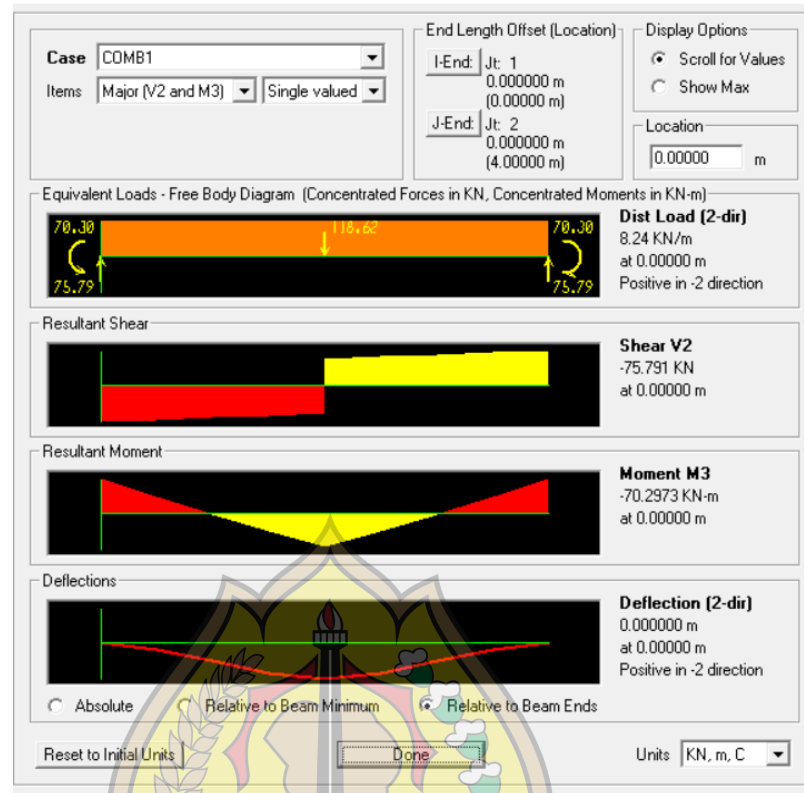 Case COMB1
Items Major (V2 and M3) Single valued
End Length Offset (Location)
I-End: Jt: 1
0.000000 m
(0.00000 m)
J-End: Jt: 2
0.000000 m
(4.00000 m)
Display Options
Scroll for Values
Show Max
Location
0.00000 m
Equivalent Loads - Free Body Diagram (Concentrated Forces in KN, Concentrated Moments in KN-m)
70.30 118.62 70.30
75.79 75.79
Dist Load (2-dir)
8.24 KN/m
at 0.00000 m
Positive in -2 direction
Resultant Shear
Shear V2
-75.791 KN
at 0.00000 m
Resultant Moment
Moment M3
-70.2973 KN-m
at 0.00000 m
Deflections
Deflection (2-dir)
0.000000 m
at 0.00000 m
Positive in -2 direction
Absolute Relative to Beam Minimum Relative to Beam Ends
Reset to Initial Units Done Units KN, m, C